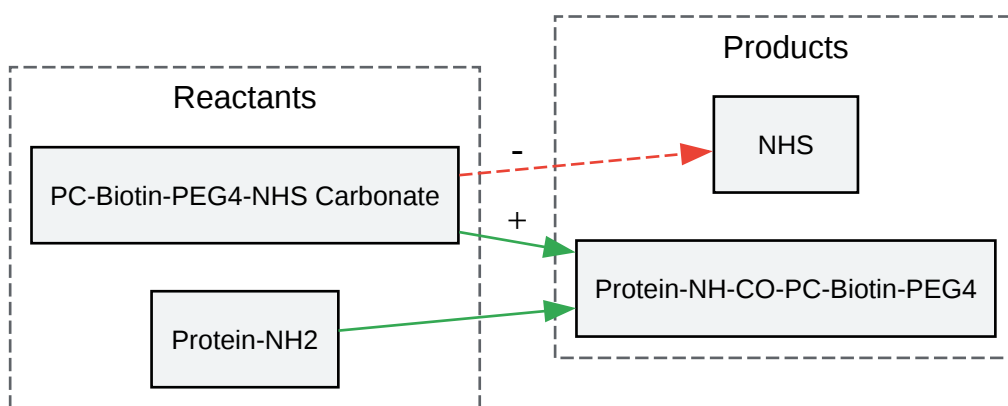 Reactants
PC-Biotin-PEG4-NHS Carbonate
Protein-NH2
-
+
Products
NHS
Protein-NH-CO-PC-Biotin-PEG4